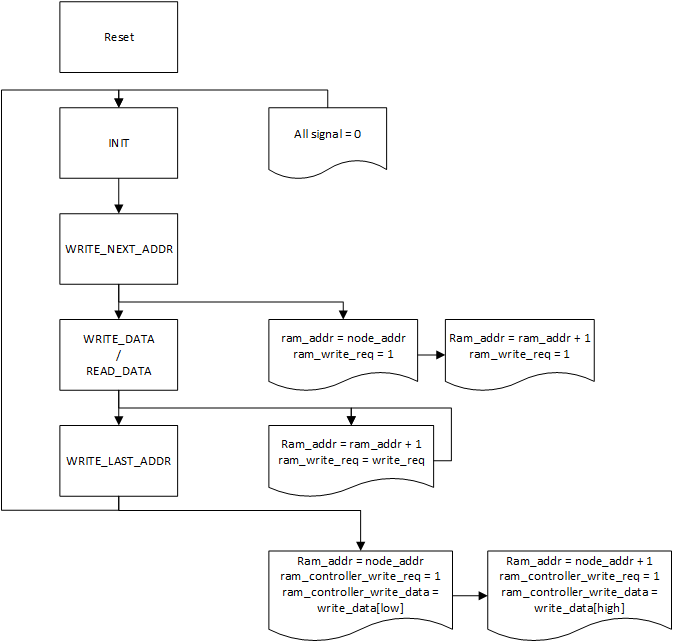 Reset
INIT
All signal = 0
WRITE_NEXT_ADDR
WRITE_DATA
/
READ_DATA
ram_addr = node_addr
ram_write_req = 1
Ram_addr = ram_addr + 1
ram_write_req = 1
WRITE_LAST_ADDR
Ram_addr = ram_addr + 1
ram_write_req = write_req
Ram_addr = node_addr
ram_controller_write_req = 1
ram_controller_write_data =
write_data[low]
Ram_addr = node_addr + 1
ram_controller_write_req = 1
ram_controller_write_data =
write_data[high]